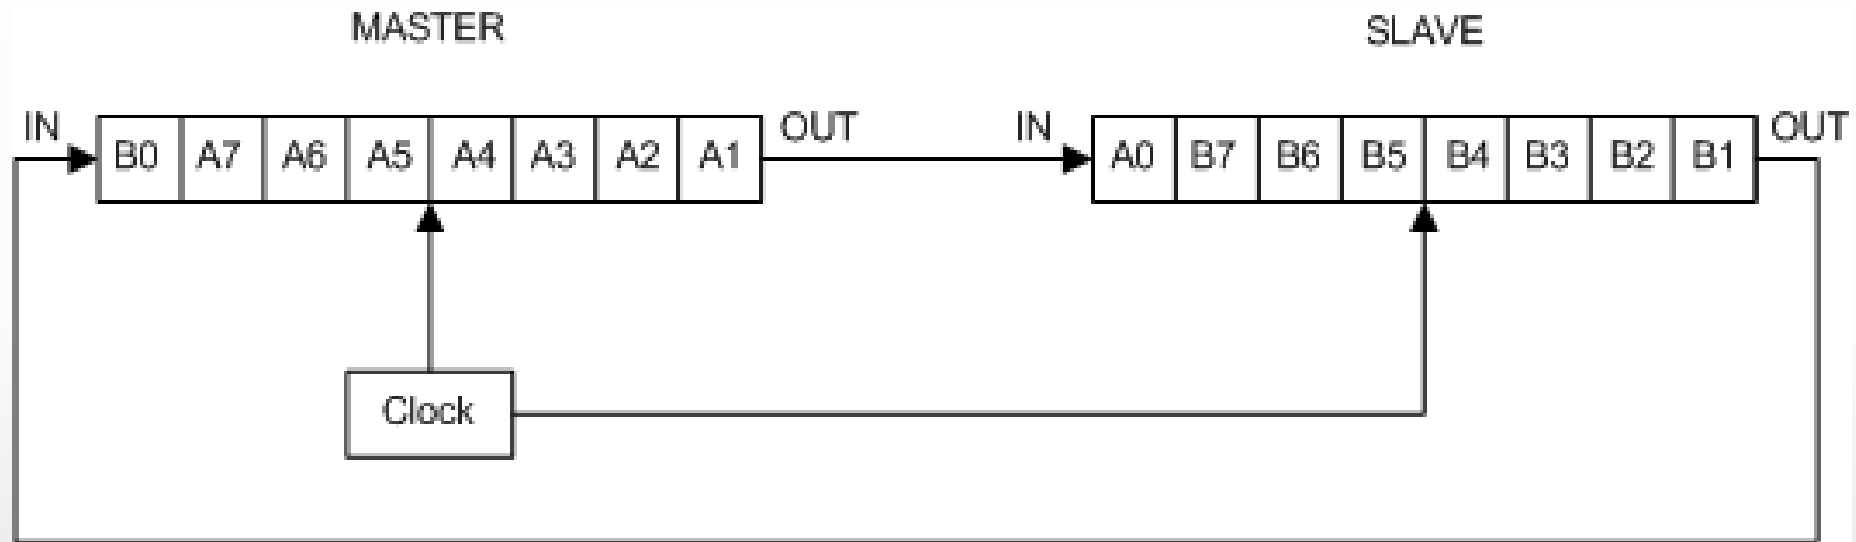 MASTER SLAVE
IN B0 A7 A6 A5 A4 A3 A2 A1 OUT IN A0 B7 B6 B5 B4 B3 B2 B1 OUT
Clock